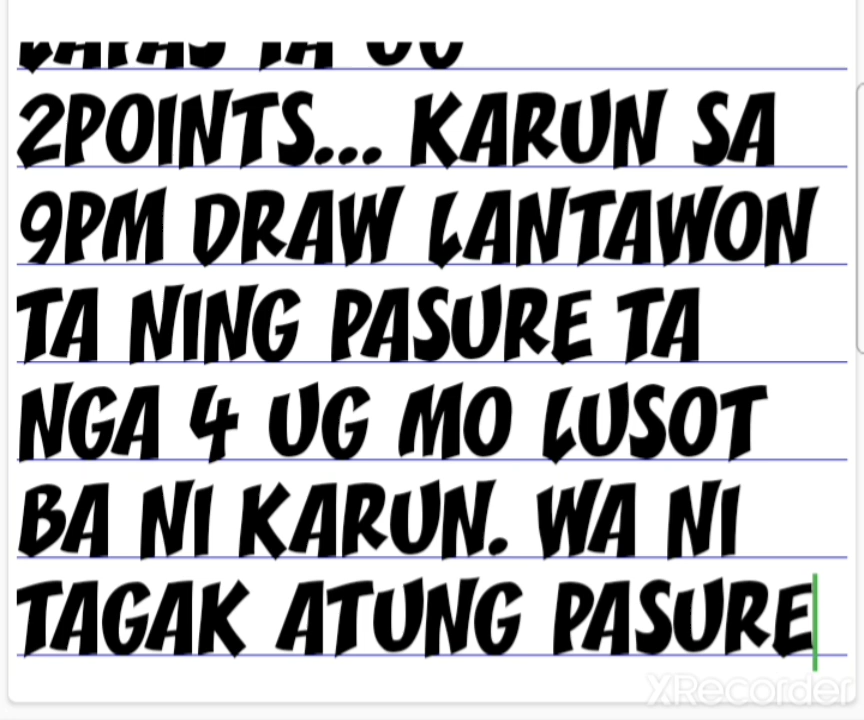 2POINTS... KARUN SA
9PM DRAW LANTAWON
TA NING PASURE TA
NGA 4 UG MO LUSOT
BA NI KARUN. WA NI
TAGAK ATUNG PASURE
XRecorder